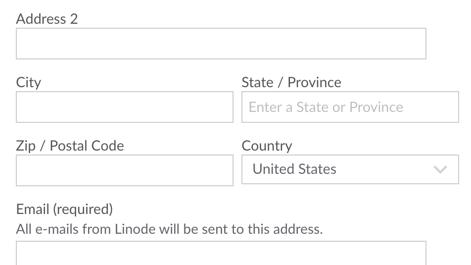 Address 2
City
State / Province
Enter a State or Province
Zip / Postal Code
Country
United States
Email (required)
All e-mails from Linode will be sent to this address.